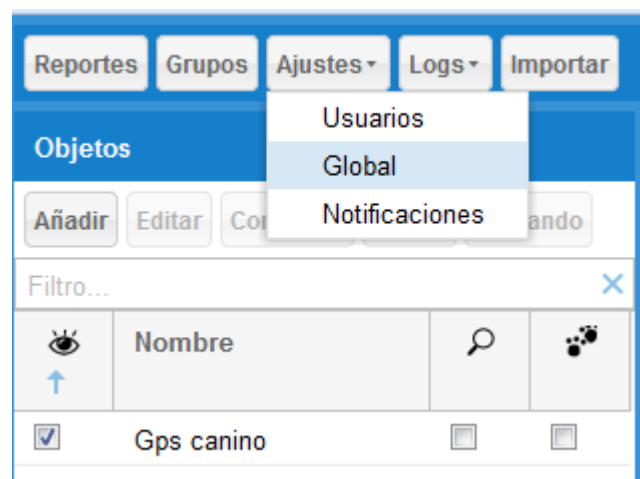 Reportes Grupos Ajustes Logs Importar
Usuarios
Objetos
Global
Notificaciones
Añadir Editar
Filtro...
Nombre
Gps canino